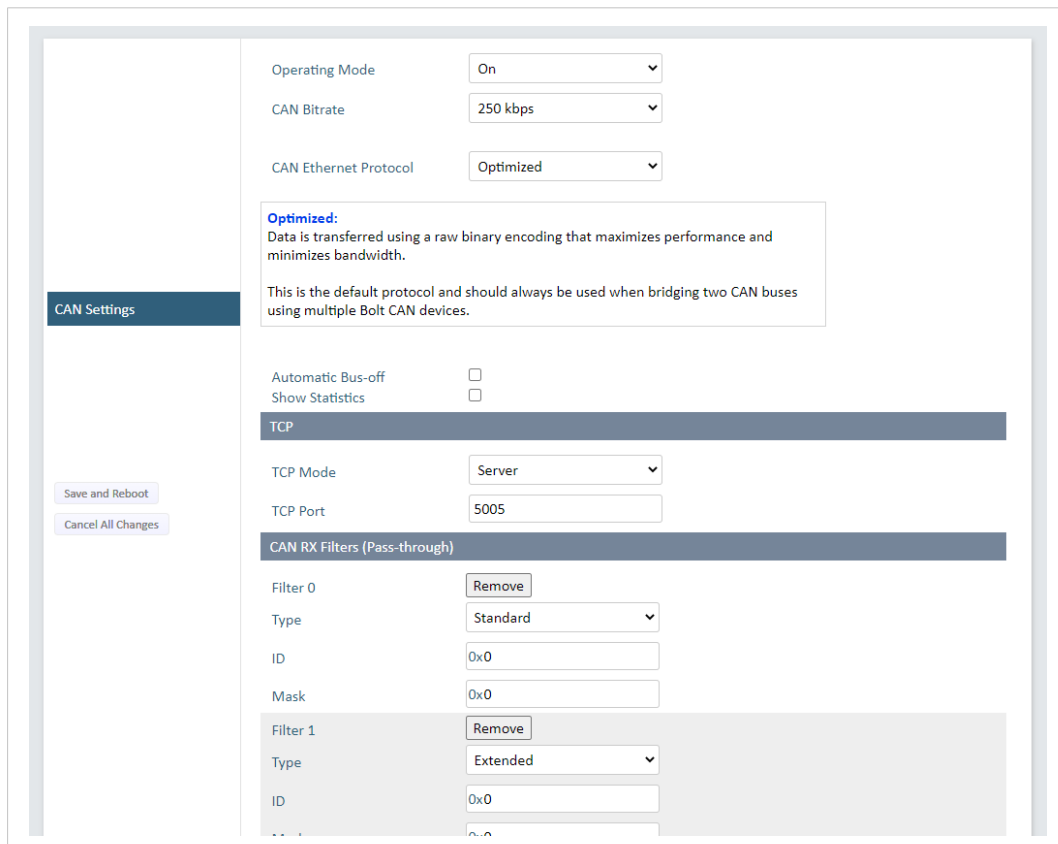 Operating Mode On
CAN Bitrate 250 kbps
CAN Ethernet Protocol Optimized
Optimized:
Data is transferred using a raw binary encoding that maximizes performance and
minimizes bandwidth.
This is the default protocol and should always be used when bridging two CAN buses
using multiple Bolt CAN devices.
CAN Settings
Automatic Bus-off
Show Statistics
TCP
TCP Mode Server
Save and Reboot
TCP Port 5005
Cancel All Changes
CAN RX Filters (Pass-through)
Filter 0 Remove
Type Standard
ID 0x0
Mask 0x0
Filter 1 Remove
Type Extended
ID 0x0